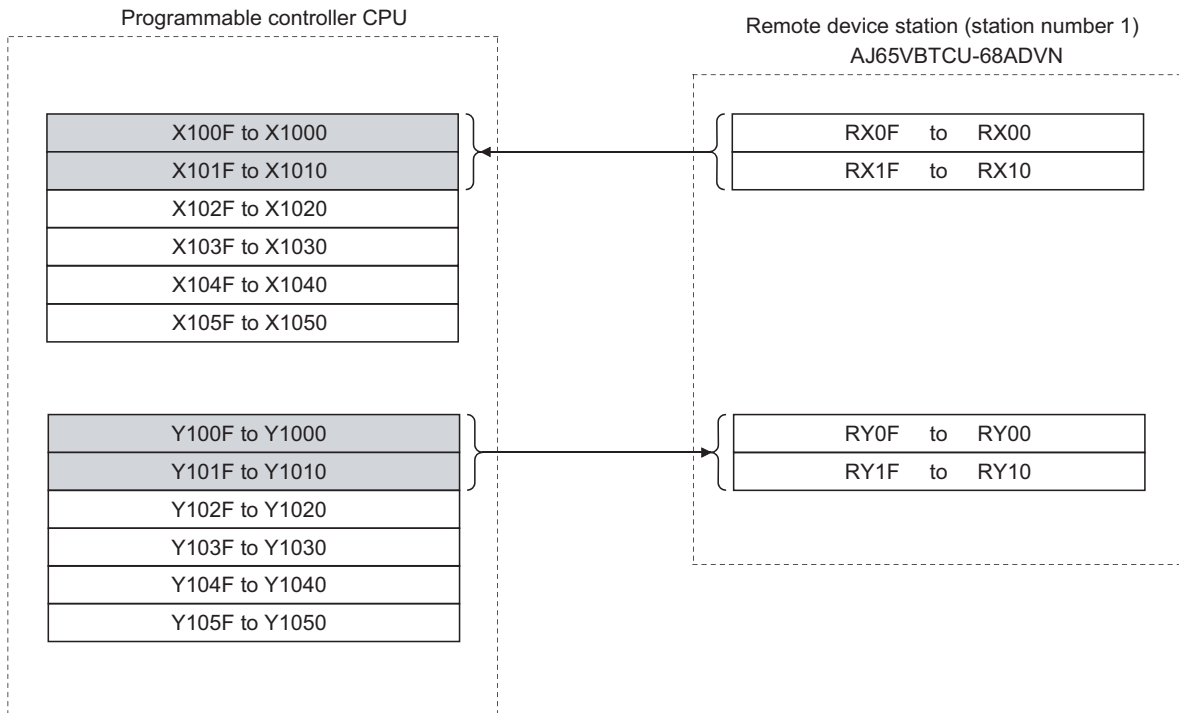 Programmable controller CPU
Remote device station (station number 1)
AJ65VBTCU-68ADVN
X100F to X1000
X101F to X1010
X102F to X1020
X103F to X1030
X104F to X1040
X105F to X1050
RX0F to RX00
RX1F to RX10
Y100F to Y1000
Y101F to Y1010
Y102F to Y1020
Y103F to Y1030
Y104F to Y1040
Y105F to Y1050
RY0F to RY00
RY1F to RY10